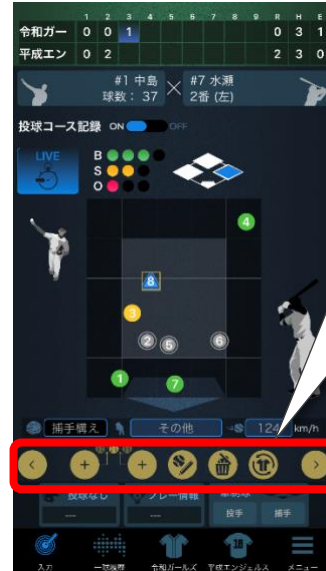 1 2 3 4 5 6 7 8 9 R H E
令和ガー 0 0 1 0 3 1
平成エン 0 2 2 3 0
#1 中島 × #7 水瀬
球数: 37 2番 (左)
投球コース記録 ON OFF
LIVE
B
S
O
4
8
3
2 5 6
1
7
捕手構え その他 124 km/h
投球なし プレー情報
--- --- 投手 捕手
18
入力 一球速報 令和ガールズ 平成エンジェルス メニュー